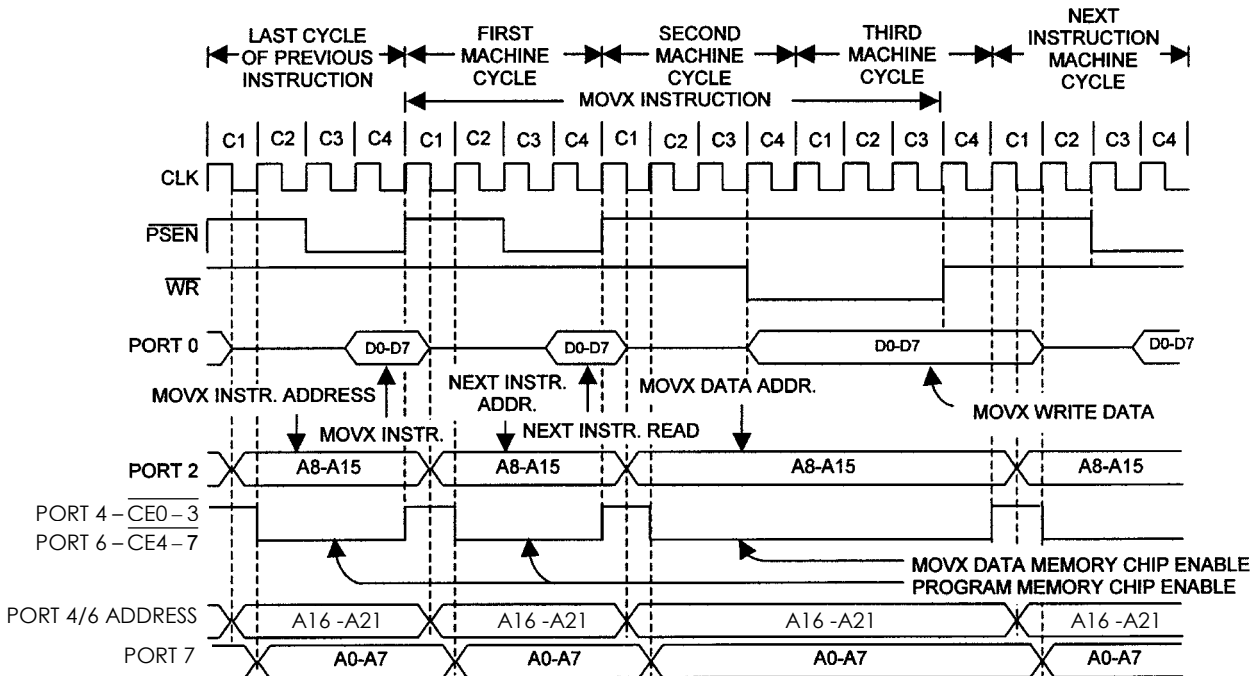 LAST CYCLE
OF PREVIOUS
INSTRUCTION
FIRST
MACHINE
CYCLE
SECOND
MACHINE
CYCLE
THIRD
MACHINE
CYCLE
NEXT
INSTRUCTION
MACHINE
CYCLE
MOVX INSTRUCTION
C1 C2 C3 C4 C1 C2 C3 C4 C1 C2 C3 C4 C1 C2 C3 C4 C1 C2 C3 C4
CLK
PSEN
WR
PORT 0 D0-D7 D0-D7 D0-D7 D0-D7
MOVX INSTR. ADDRESS
MOVX INSTR.
NEXT INSTR.
ADDR.
NEXT INSTR. READ
MOVX DATA ADDR.
MOVX WRITE DATA
PORT 2 A8-A15 A8-A15 A8-A15 A8-A15
PORT 4 – CE0 – 3
PORT 6 – CE4 – 7
MOVX DATA MEMORY CHIP ENABLE
PROGRAM MEMORY CHIP ENABLE
PORT 4/6 ADDRESS A16 -A21 A16 -A21 A16 -A21 A16 -A21
PORT 7 A0-A7 A0-A7 A0-A7 A0-A7